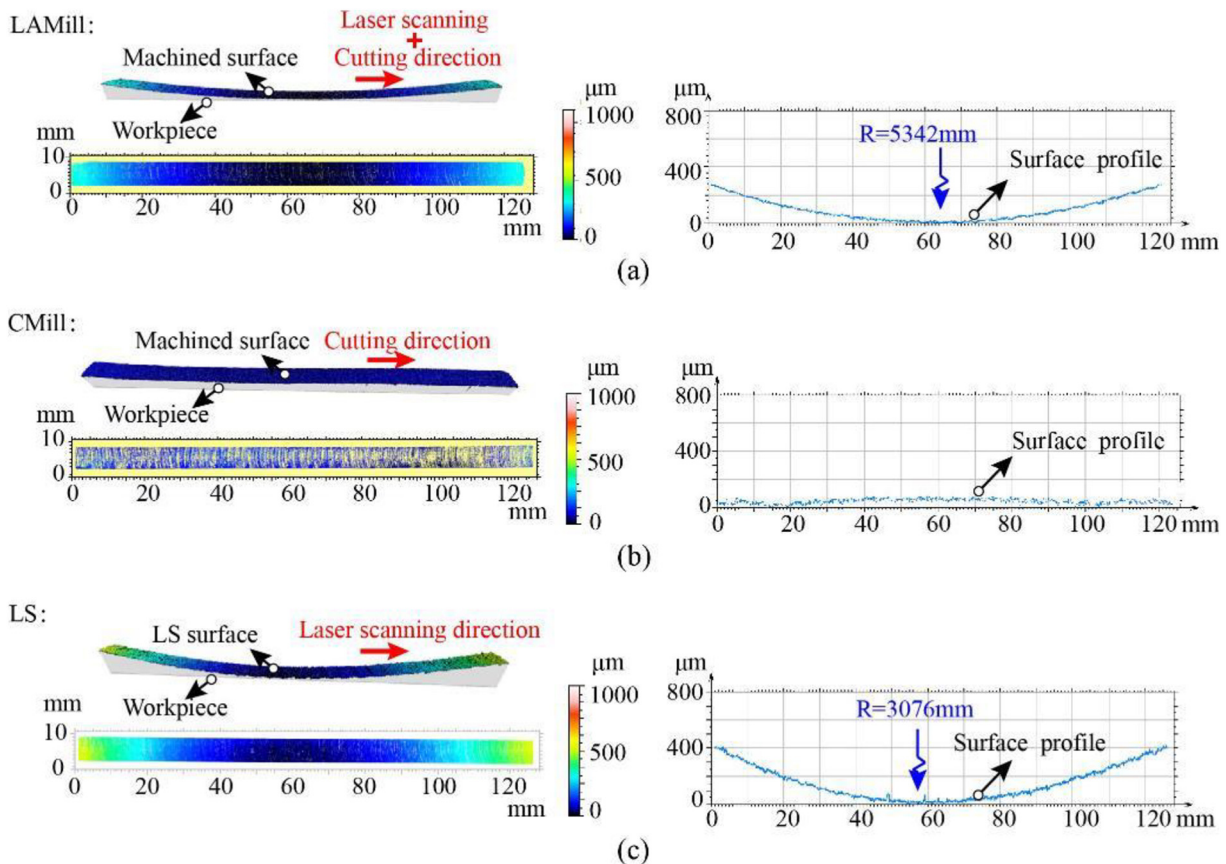 LAMill:
Laser scanning
+
Cutting direction
Machined surface
Workpiece
mm
10
0
0 20 40 60 80 100 120
mm
μm
1000
500
0
μm
800
400
0
R=5342mm
Surface profile
0 20 40 60 80 100 120 mm
(a)
CMill:
Machined surface
Cutting direction
Workpiece
mm
10
0
0 20 40 60 80 100 120
mm
μm
1000
500
0
μm
800
400
0
Surface profile
0 20 40 60 80 100 120 mm
(b)
LS:
LS surface
Laser scanning direction
Workpiece
mm
10
0
0 20 40 60 80 100 120
mm
μm
1000
500
0
μm
800
400
0
R=3076mm
Surface profile
0 20 40 60 80 100 120 mm
(c)